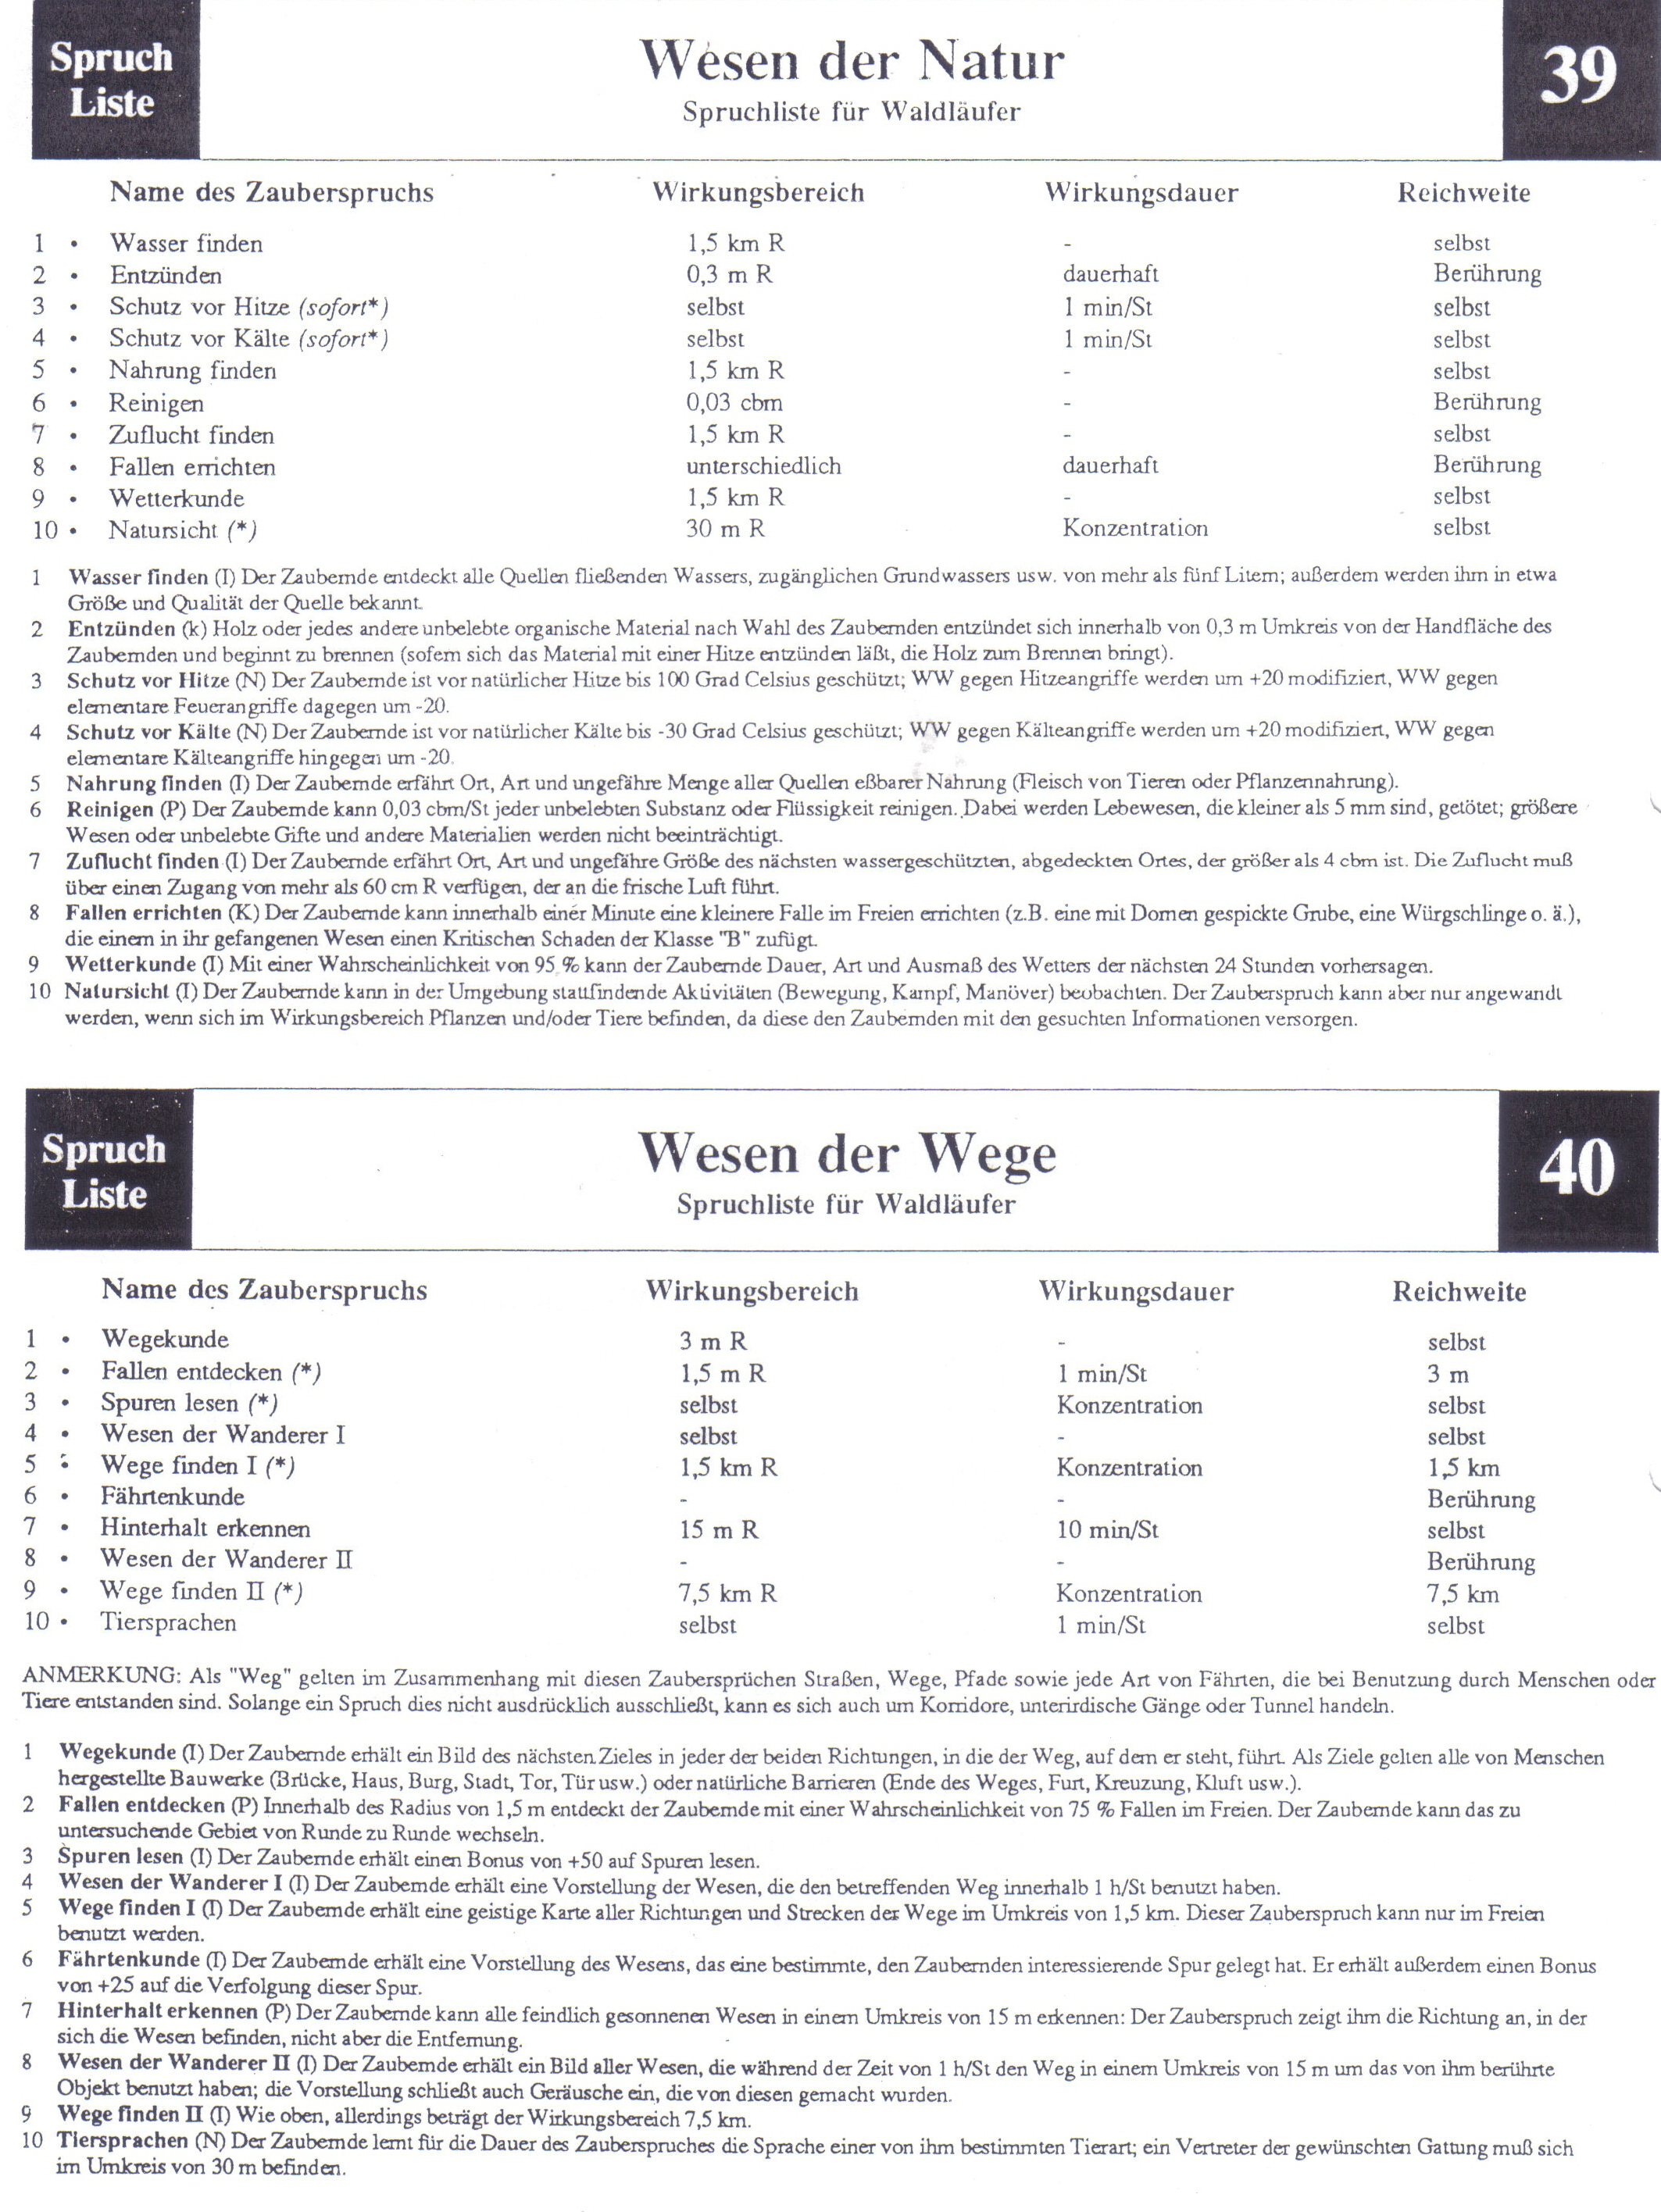 Spruch
Liste
Wesen der Natur
Spruchliste für Waldläufer
39
Name des Zauberspruchs Wirkungsbereich Wirkungsdauer Reichweite
1 • Wasser finden 1,5 km R - selbst
2 • Entzünden 0,3 m R dauerhaft Berührung
3 • Schutz vor Hitze (sofort*) selbst 1 min/St selbst
4 • Schutz vor Kälte (sofort*) selbst 1 min/St selbst
5 • Nahrung finden 1,5 km R - selbst
6 • Reinigen 0,03 cbm - Berührung
7 • Zuflucht finden 1,5 km R - selbst
8 • Fallen errichten unterschiedlich dauerhaft Berührung
9 • Wetterkunde 1,5 km R - selbst
10 • Natursicht (*) 30 m R Konzentration selbst
1 Wasser finden (I) Der Zaubernde entdeckt alle Quellen fließenden Wassers, zugänglichen Grundwassers usw. von mehr als fünf Litern; außerdem werden ihm in etwa
Größe und Qualität der Quelle bekannt.
2 Entzünden (k) Holz oder jedes andere unbelebte organische Material nach Wahl des Zaubernden entzündet sich innerhalb von 0,3 m Umkreis von der Handfläche des
Zaubernden und beginnt zu brennen (sofern sich das Material mit einer Hitze entzünden läßt, die Holz zum Brennen bringt).
3 Schutz vor Hitze (N) Der Zaubernde ist vor natürlicher Hitze bis 100 Grad Celsius geschützt; WW gegen Hitzeangriffe werden um +20 modifiziert, WW gegen
elementare Feuerangriffe dagegen um -20.
4 Schutz vor Kälte (N) Der Zaubernde ist vor natürlicher Kälte bis -30 Grad Celsius geschützt; WW gegen Kälteangriffe werden um +20 modifiziert, WW gegen
elementare Kälteangriffe hingegen um -20.
5 Nahrung finden (I) Der Zaubernde erfährt Ort, Art und ungefähre Menge aller Quellen eßbarer Nahrung (Fleisch von Tieren oder Pflanzennahrung).
6 Reinigen (P) Der Zaubernde kann 0,03 cbm/St jeder unbelebten Substanz oder Flüssigkeit reinigen. Dabei werden Lebewesen, die kleiner als 5 mm sind, getötet; größere
Wesen oder unbelebte Gifte und andere Materialien werden nicht beeinträchtigt.
7 Zuflucht finden (I) Der Zaubernde erfährt Ort, Art und ungefähre Größe des nächsten wassergeschützten, abgedeckten Ortes, der größer als 4 cbm ist. Die Zuflucht muß
über einen Zugang von mehr als 60 cm R verfügen, der an die frische Luft führt.
8 Fallen errichten (K) Der Zaubernde kann innerhalb einer Minute eine kleinere Falle im Freien errichten (z.B. eine mit Dornen gespickte Grube, eine Würgschlinge o. ä.),
die einem in ihr gefangenen Wesen einen Kritischen Schaden der Klasse "B" zufügt.
9 Wetterkunde (I) Mit einer Wahrscheinlichkeit von 95 % kann der Zaubernde Dauer, Art und Ausmaß des Wetters der nächsten 24 Stunden vorhersagen.
10 Natursicht (I) Der Zaubernde kann in der Umgebung stattfindende Aktivitäten (Bewegung, Kampf, Manöver) beobachten. Der Zauberspruch kann aber nur angewandt
werden, wenn sich im Wirkungsbereich Pflanzen und/oder Tiere befinden, da diese den Zaubernden mit den gesuchten Informationen versorgen.
Spruch
Liste
Wesen der Wege
Spruchliste für Waldläufer
40
Name des Zauberspruchs Wirkungsbereich Wirkungsdauer Reichweite
1 • Wegekunde 3 m R - selbst
2 • Fallen entdecken (*) 1,5 m R 1 min/St 3 m
3 • Spuren lesen (*) selbst Konzentration selbst
4 • Wesen der Wanderer I selbst - selbst
5 • Wege finden I (*) 1,5 km R Konzentration 1,5 km
6 • Fährtenkunde - - Berührung
7 • Hinterhalt erkennen 15 m R 10 min/St selbst
8 • Wesen der Wanderer II - - Berührung
9 • Wege finden II (*) 7,5 km R Konzentration 7,5 km
10 • Tiersprachen selbst 1 min/St selbst
ANMERKUNG: Als "Weg" gelten im Zusammenhang mit diesen Zaubersprüchen Straßen, Wege, Pfade sowie jede Art von Fährten, die bei Benutzung durch Menschen oder
Tiere entstanden sind. Solange ein Spruch dies nicht ausdrücklich ausschließt, kann es sich auch um Korridore, unterirdische Gänge oder Tunnel handeln.
1 Wegekunde (I) Der Zaubernde erhält ein Bild des nächsten Zieles in jeder der beiden Richtungen, in die der Weg, auf dem er steht, führt. Als Ziele gelten alle von Menschen
hergestellte Bauwerke (Brücke, Haus, Burg, Stadt, Tor, Tür usw.) oder natürliche Barrieren (Ende des Weges, Furt, Kreuzung, Kluft usw.).
2 Fallen entdecken (P) Innerhalb des Radius von 1,5 m entdeckt der Zaubernde mit einer Wahrscheinlichkeit von 75 % Fallen im Freien. Der Zaubernde kann das zu
untersuchende Gebiet von Runde zu Runde wechseln.
3 Spuren lesen (I) Der Zaubernde erhält einen Bonus von +50 auf Spuren lesen.
4 Wesen der Wanderer I (I) Der Zaubernde erhält eine Vorstellung der Wesen, die den betreffenden Weg innerhalb 1 h/St benutzt haben.
5 Wege finden I (I) Der Zaubernde erhält eine geistige Karte aller Richtungen und Strecken der Wege im Umkreis von 1,5 km. Dieser Zauberspruch kann nur im Freien
benutzt werden.
6 Fährtenkunde (I) Der Zaubernde erhält eine Vorstellung des Wesens, das eine bestimmte, den Zaubernden interessierende Spur gelegt hat. Er erhält außerdem einen Bonus
von +25 auf die Verfolgung dieser Spur.
7 Hinterhalt erkennen (P) Der Zaubernde kann alle feindlich gesonnenen Wesen in einem Umkreis von 15 m erkennen: Der Zauberspruch zeigt ihm die Richtung an, in der
sich die Wesen befinden, nicht aber die Entfernung.
8 Wesen der Wanderer II (I) Der Zaubernde erhält ein Bild aller Wesen, die während der Zeit von 1 h/St den Weg in einem Umkreis von 15 m um das von ihm berührte
Objekt benutzt haben; die Vorstellung schließt auch Geräusche ein, die von diesen gemacht wurden.
9 Wege finden II (I) Wie oben, allerdings beträgt der Wirkungsbereich 7,5 km.
10 Tiersprachen (N) Der Zaubernde lernt für die Dauer des Zauberspruches die Sprache einer von ihm bestimmten Tierart; ein Vertreter der gewünschten Gattung muß sich
im Umkreis von 30 m befinden.